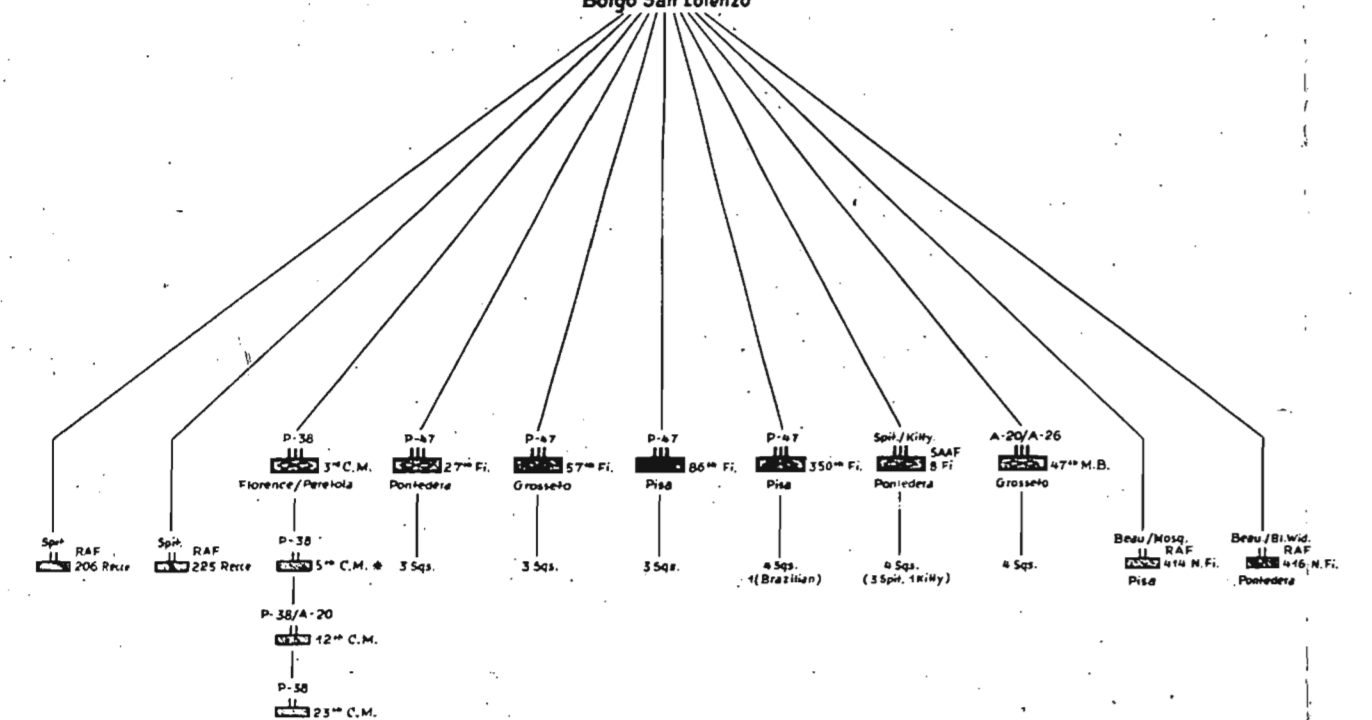 Borgo San Lorenzo
P-38
3rd C.M.
Florence/Peretola
P-47
27th Fi.
Pontedera
P-47
57th Fi.
Grosseto
P-47
86th Fi.
Pisa
P-47
350th Fi.
Pisa
Spit./Kitty.
SAAF
8 Fi
Pontedera
A-20/A-26
47th M.B.
Grosseto
Spit.
RAF
206 Recce
Spit.
RAF
225 Recce
P-38
5th C.M. *
3 Sqs.
3 Sqs.
3 Sqs.
4 Sqs.
1(Brazilian)
4 Sqs.
(3 Spit, 1 Kitty)
4 Sqs.
Beau/Mosq.
RAF
414 N.Fi.
Pisa
Beau/Bl.Wid.
RAF
416 N.Fi.
Pontedera
P-38/A-20
12th C.M.
P-38
23rd C.M.